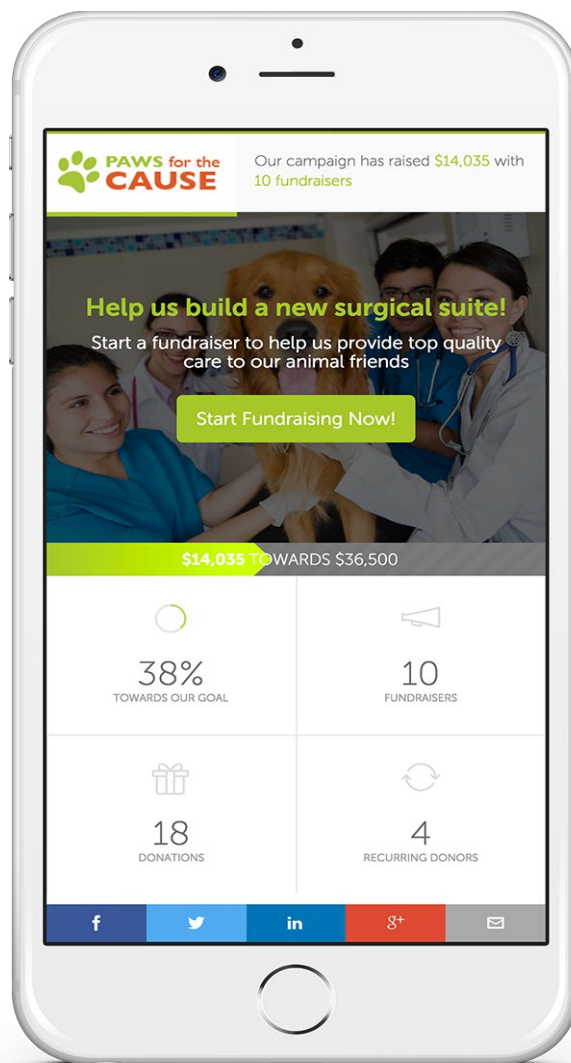 PAWS for the
CAUSE
Our campaign has raised $14,035 with
10 fundraisers
Help us build a new surgical suite!
Start a fundraiser to help us provide top quality
care to our animal friends
Start Fundraising Now!
$14,035 TOWARDS $36,500
38%
TOWARDS OUR GOAL
10
FUNDRAISERS
18
DONATIONS
4
RECURRING DONORS
f
in
g+